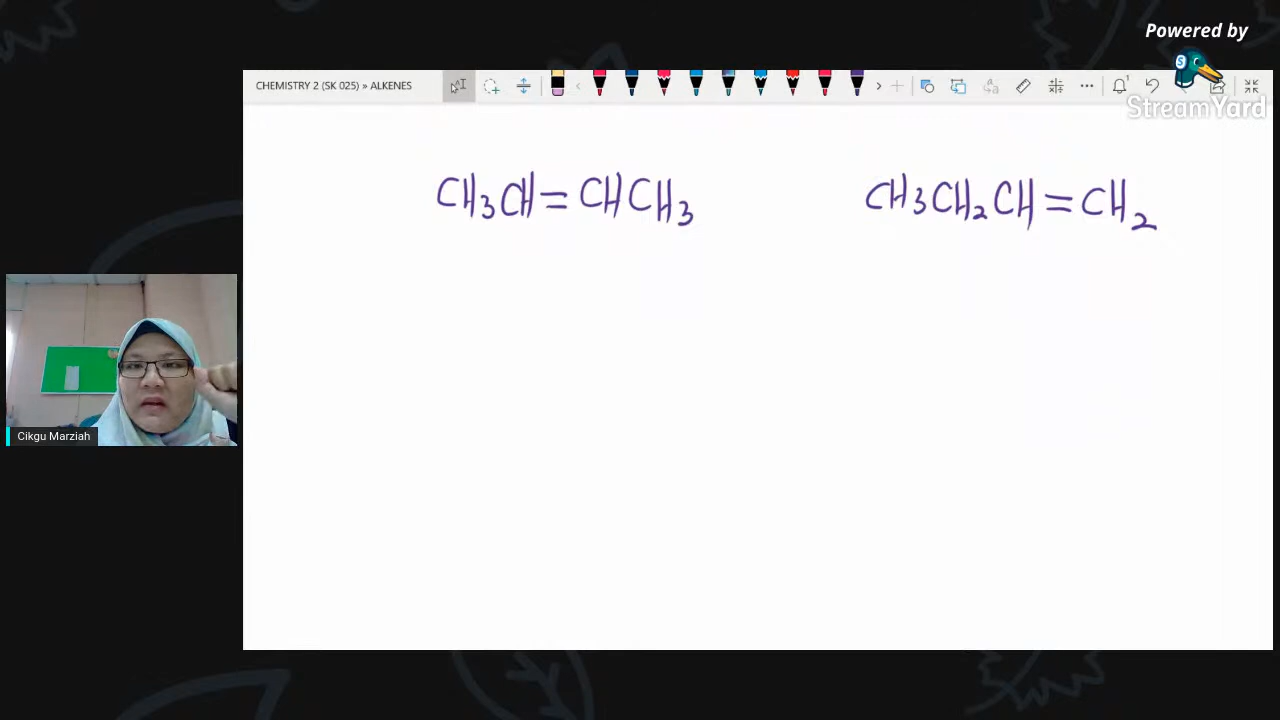 Powered by
StreamYard
CHEMISTRY 2 (SK 025) » ALKENES
CH3CH=CHCH3
CH3CH2CH=CH2
Cikgu Marziah